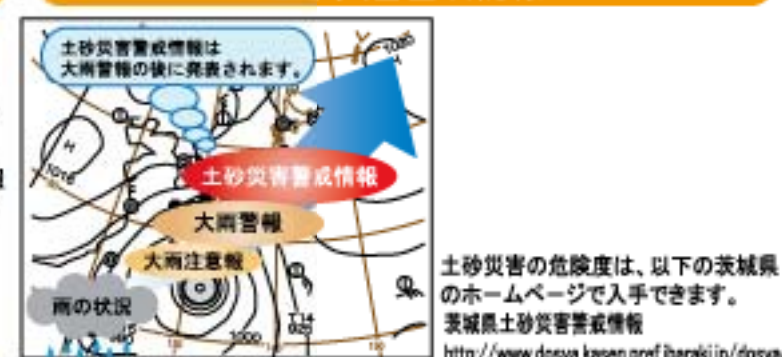 土砂災害警戒情報は
大雨警報の後に発表されます。
土砂災害警戒情報
大雨警報
大雨注意報
雨の状況
H
1016
1000
土砂災害の危険度は、以下の茨城県
のホームページで入手できます。
茨城県土砂災害警戒情報